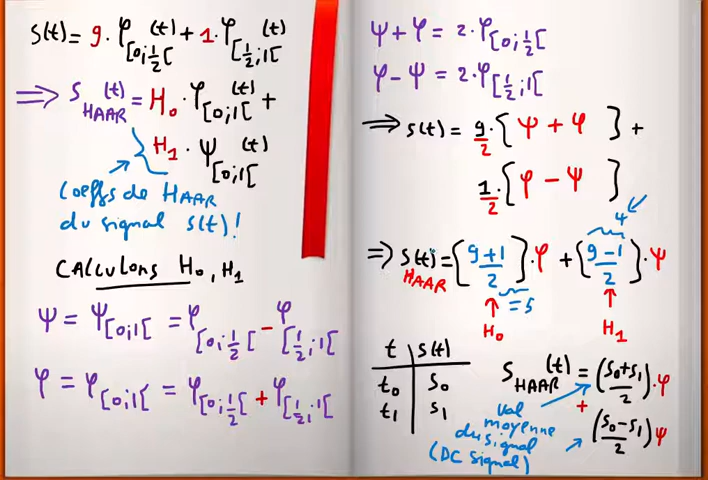 s(t) = 9·φ[0;½[(t) + 1·φ[½;1[(t)
⟹ S HAAR (t) = H₀·φ[0;1[(t) +
H₁·ψ[0;1[(t)
Coeffs de HAAR
du signal s(t)!
CALCULONS H₀, H₁
ψ = ψ[0;1[ = φ[0;½[ − φ[½;1[
φ = φ[0;1[ = φ[0;½[ + φ[½;1[
ψ + φ = 2·φ[0;½[
φ − ψ = 2·φ[½;1[
⟹ s(t) = 9/2·{ψ + φ} +
1/2·{φ − ψ}
4
⟹ s(t) HAAR = {(9+1)/2}·φ + {(9−1)/2}·ψ
= 5
H₀ H₁
t s(t)
t₀ s₀
t₁ s₁
S HAAR (t) = ((s₀+s₁)/2)·φ
+
((s₀−s₁)/2)ψ
val
moyenne
du signal
(DC signal)